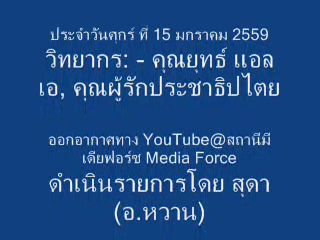 ประจำวันศุกร์ ที่ 15 มกราคม 2559
วิทยากร: - คุณยุทธ์ แอล
เอ, คุณผู้รักประชาธิปไตย
ออกอากาศทาง YouTube@สถานีมี
เดียฟอร์ซ Media Force
ดำเนินรายการโดย สุดา
(อ.หวาน)